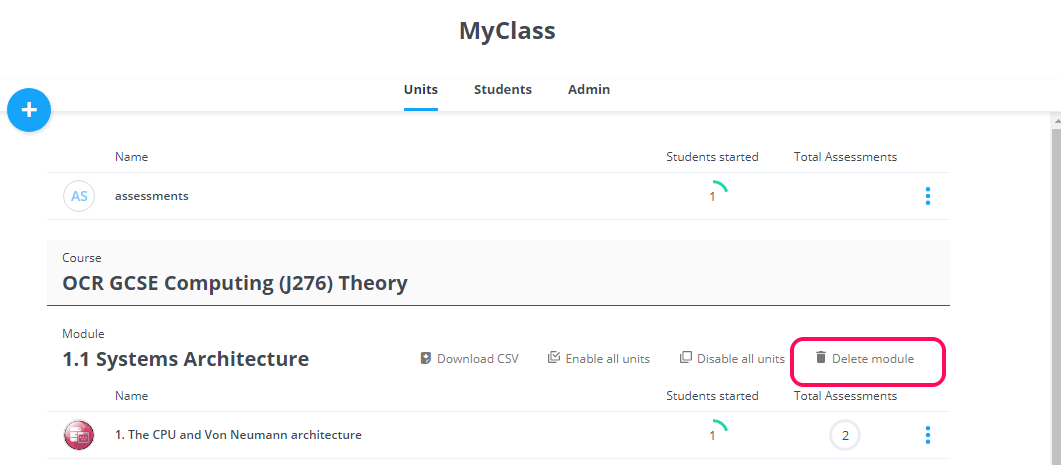 MyClass
Units Students Admin
+
Name Students started Total Assessments
AS assessments 1
Course
OCR GCSE Computing (J276) Theory
Module
1.1 Systems Architecture Download CSV Enable all units Disable all units Delete module
Name Students started Total Assessments
1. The CPU and Von Neumann architecture 1 2